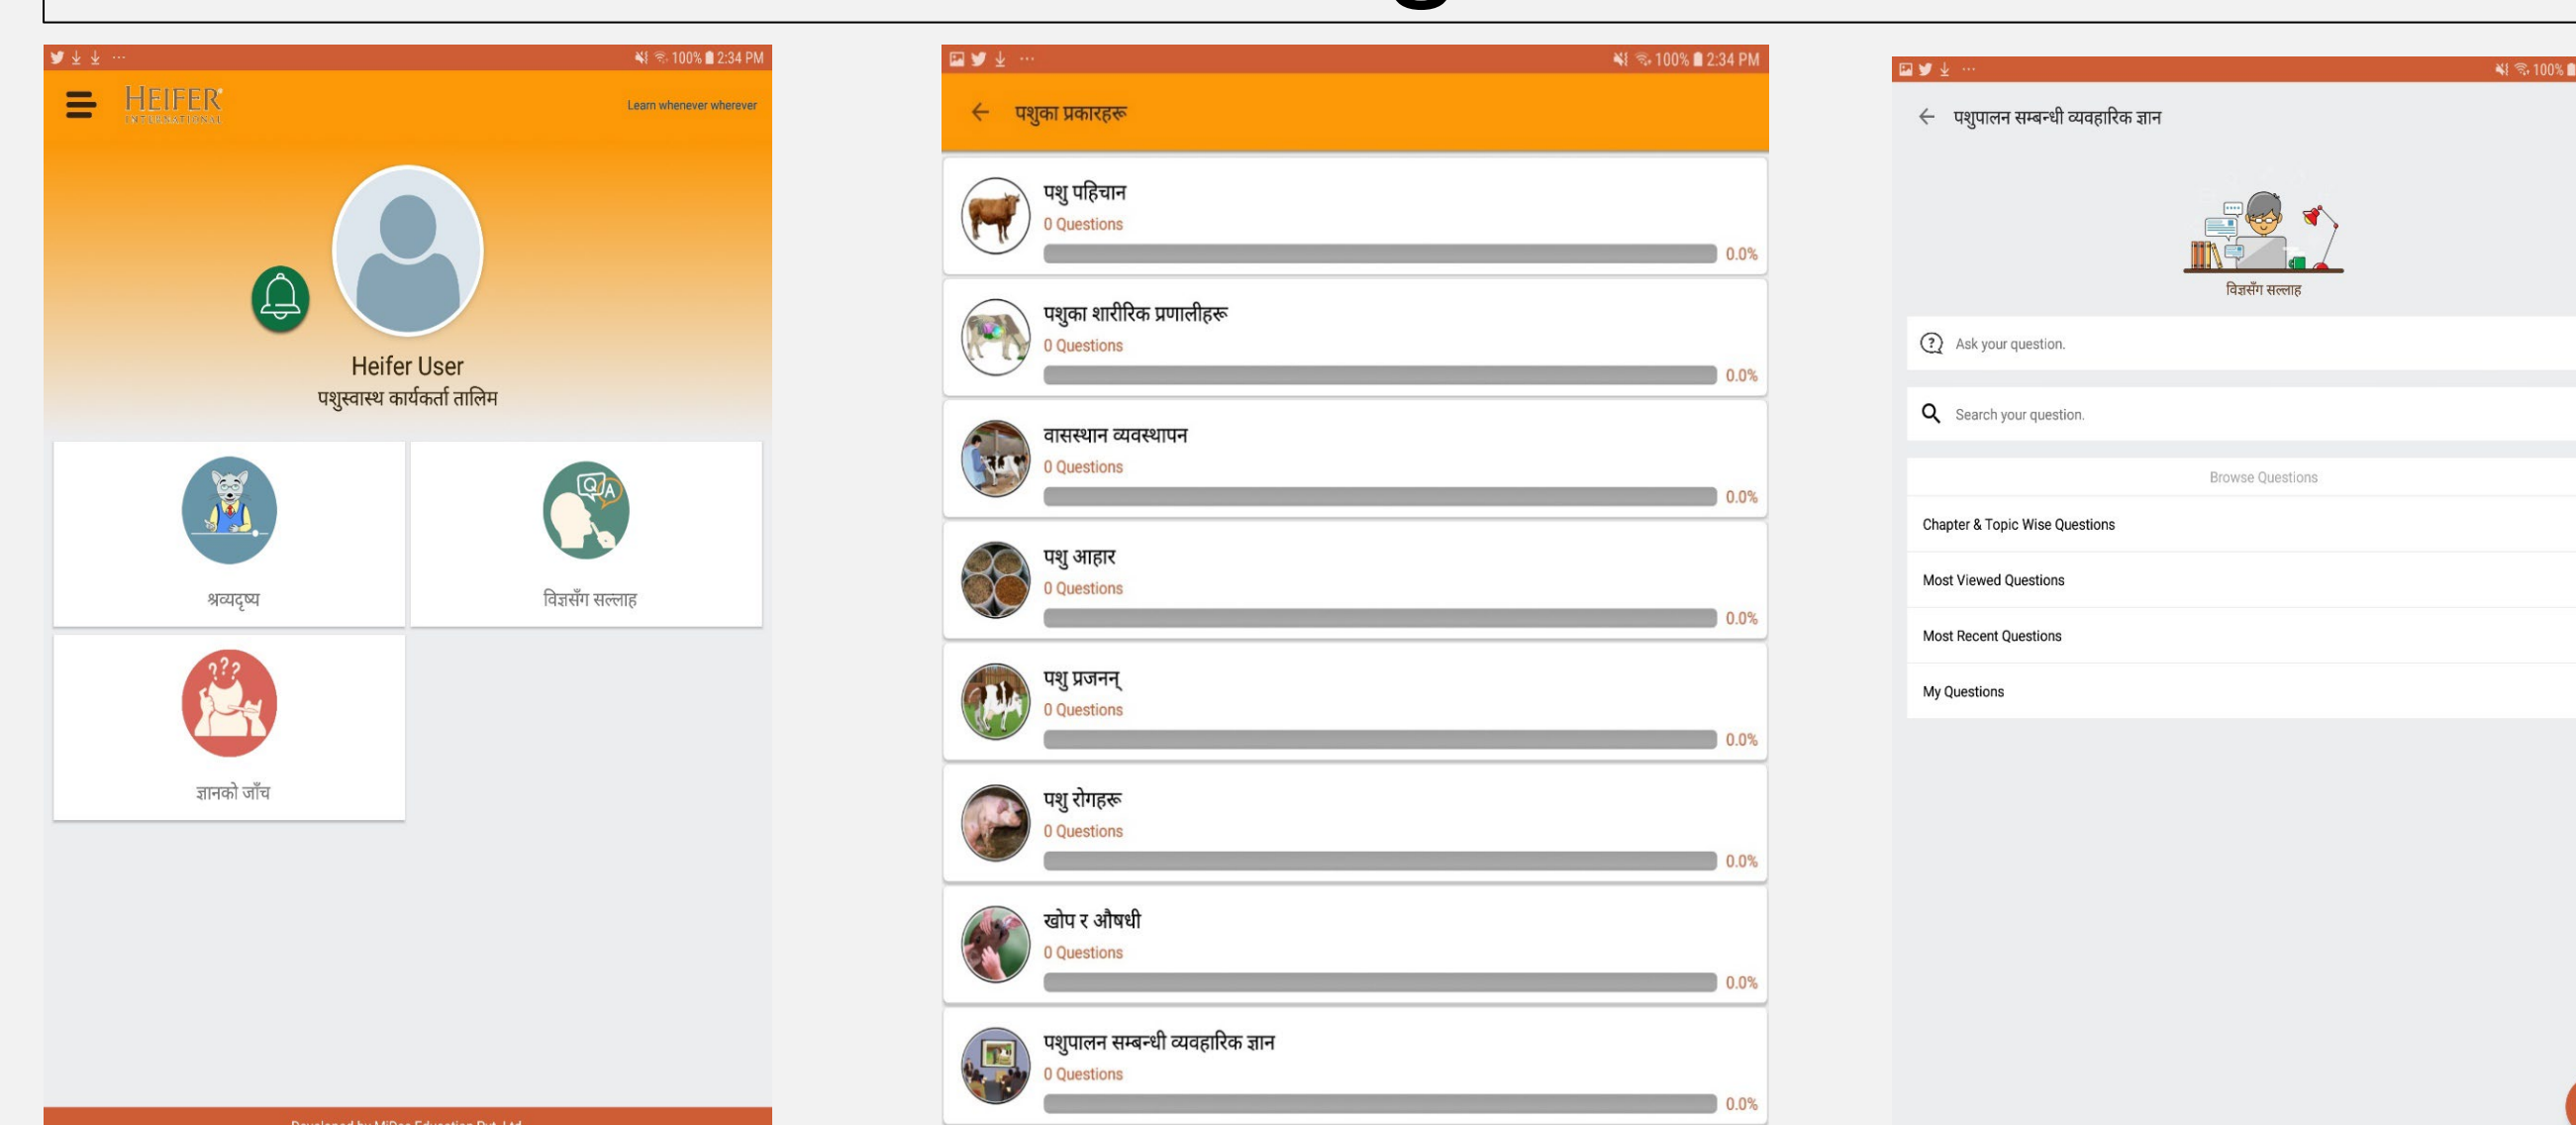 100% 2:34 PM
HEIFER
INTERNATIONAL
Learn whenever wherever
Heifer User
पशुस्वास्थ कार्यकर्ता तालिम
श्रव्यदृष्य
विज्ञसँग सल्लाह
ज्ञानको जाँच
100% 2:34 PM
पशुका प्रकारहरू
पशु पहिचान
0 Questions
0.0%
पशुका शारीरिक प्रणालीहरू
0 Questions
0.0%
वासस्थान व्यवस्थापन
0 Questions
0.0%
पशु आहार
0 Questions
0.0%
पशु प्रजनन्
0 Questions
0.0%
पशु रोगहरू
0 Questions
0.0%
खोप र औषधी
0 Questions
0.0%
पशुपालन सम्बन्धी व्यवहारिक ज्ञान
0 Questions
0.0%
100%
पशुपालन सम्बन्धी व्यवहारिक ज्ञान
विज्ञसँग सल्लाह
Ask your question.
Search your question.
Browse Questions
Chapter & Topic Wise Questions
Most Viewed Questions
Most Recent Questions
My Questions